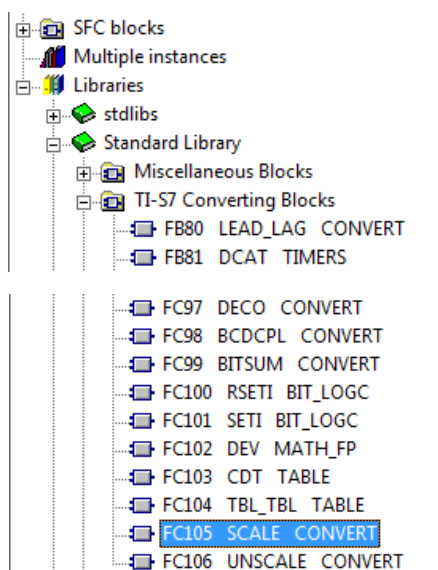 SFC blocks
Multiple instances
Libraries
stdlibs
Standard Library
Miscellaneous Blocks
TI-S7 Converting Blocks
FB80 LEAD_LAG CONVERT
FB81 DCAT TIMERS
FC97 DECO CONVERT
FC98 BCDCPL CONVERT
FC99 BITSUM CONVERT
FC100 RSETI BIT_LOGC
FC101 SETI BIT_LOGC
FC102 DEV MATH_FP
FC103 CDT TABLE
FC104 TBL_TBL TABLE
FC105 SCALE CONVERT
FC106 UNSCALE CONVERT